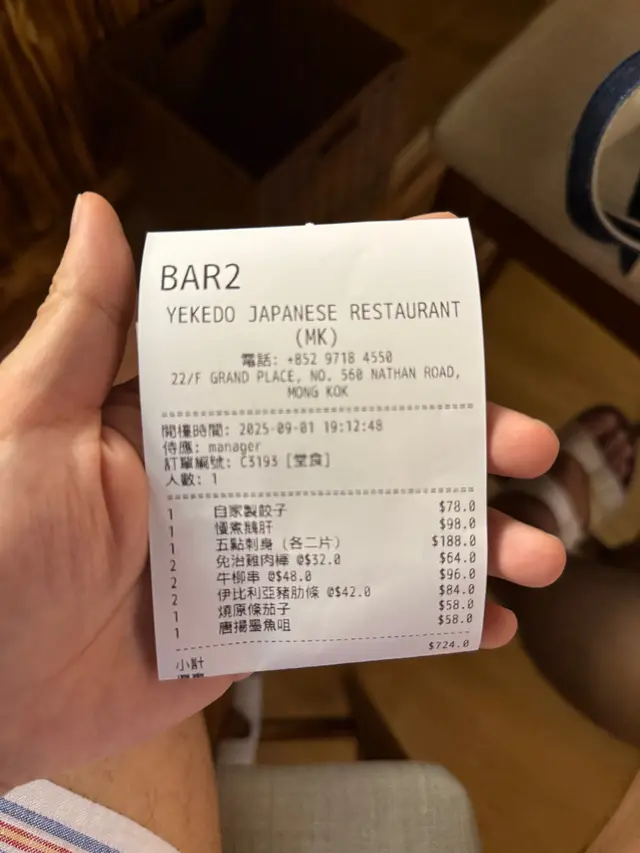 BAR2
YEKEDO JAPANESE RESTAURANT
(MK)
電話: +852 9718 4550
22/F GRAND PLACE, NO. 560 NATHAN ROAD,
MONG KOK
開檯時間: 2025-09-01 19:12:48
侍應: manager
訂單編號: C3193 [堂食]
人數: 1
1 自家製餃子 $78.0
1 慢煮鵝肝 $98.0
1 五點刺身 (各二片) $188.0
2 免治雞肉棒 @$32.0 $64.0
2 牛柳串 @$48.0 $96.0
2 伊比利亞豬肋條 @$42.0 $84.0
1 燒原條茄子 $58.0
1 唐揚墨魚咀 $58.0
小計 $724.0